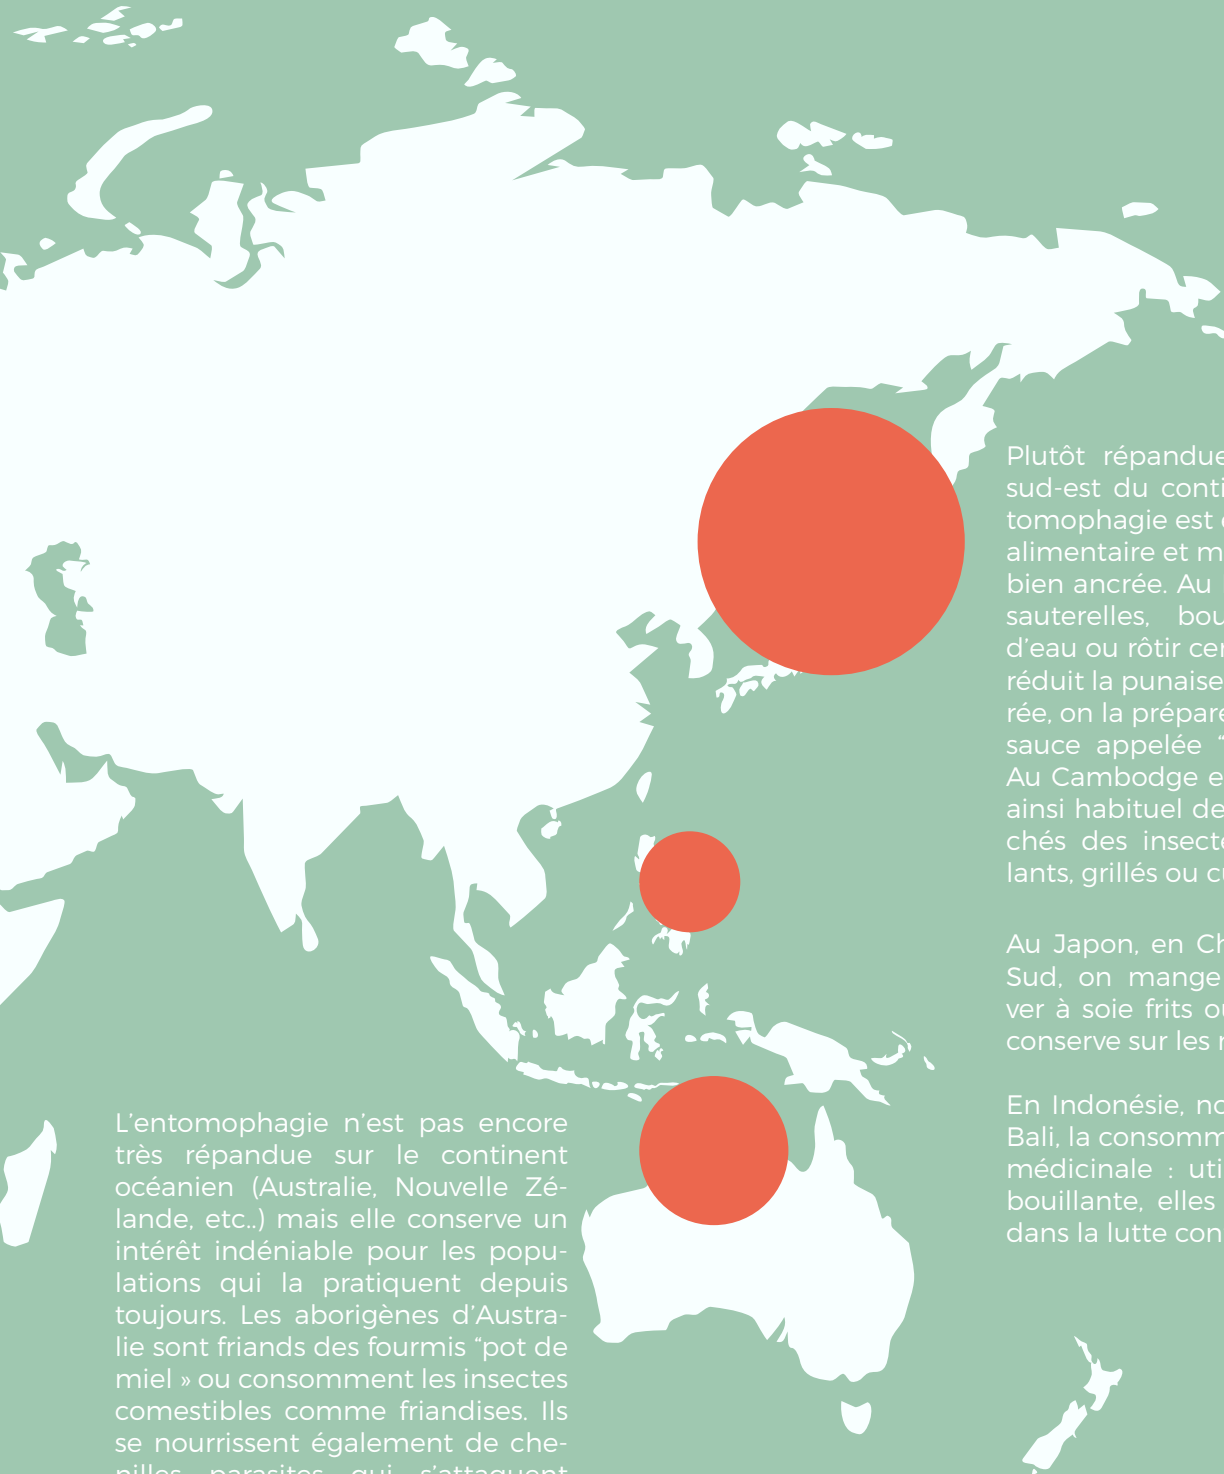 Plutôt répandue
sud-est du conti
tomophagie est
alimentaire et m
bien ancrée. Au
sauterelles, bou
d’eau ou rôtir cer
réduit la punaise
rée, on la prépare
sauce appelée “
Au Cambodge e
ainsi habituel de
chés des insecte
lants, grillés ou cu
Au Japon, en Ch
Sud, on mange
ver à soie frits ou
conserve sur les
En Indonésie, no
Bali, la consomm
médicinale : uti
bouillante, elles
dans la lutte con
L’entomophagie n’est pas encore
très répandue sur le continent
océanien (Australie, Nouvelle Zé-
lande, etc..) mais elle conserve un
intérêt indéniable pour les popu-
lations qui la pratiquent depuis
toujours. Les aborigènes d’Austra-
lie sont friands des fourmis “pot de
miel » ou consomment les insectes
comestibles comme friandises. Ils
se nourrissent également de che-
nilles parasites qui s’attaquent